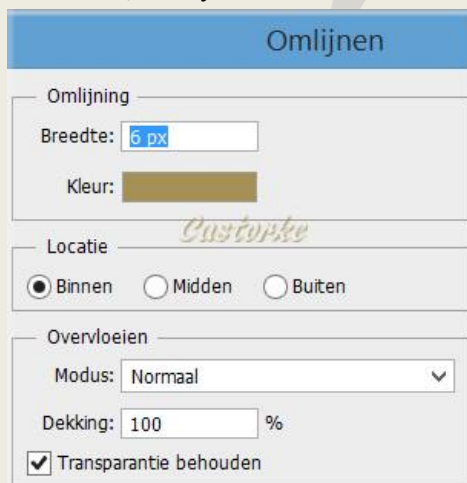 Omlijnen
Omlijning
Breedte: 6 px
Kleur:
Castorke
Locatie
Binnen Midden Buiten
Overvloeien
Modus: Normaal
Dekking: 100 %
Transparantie behouden